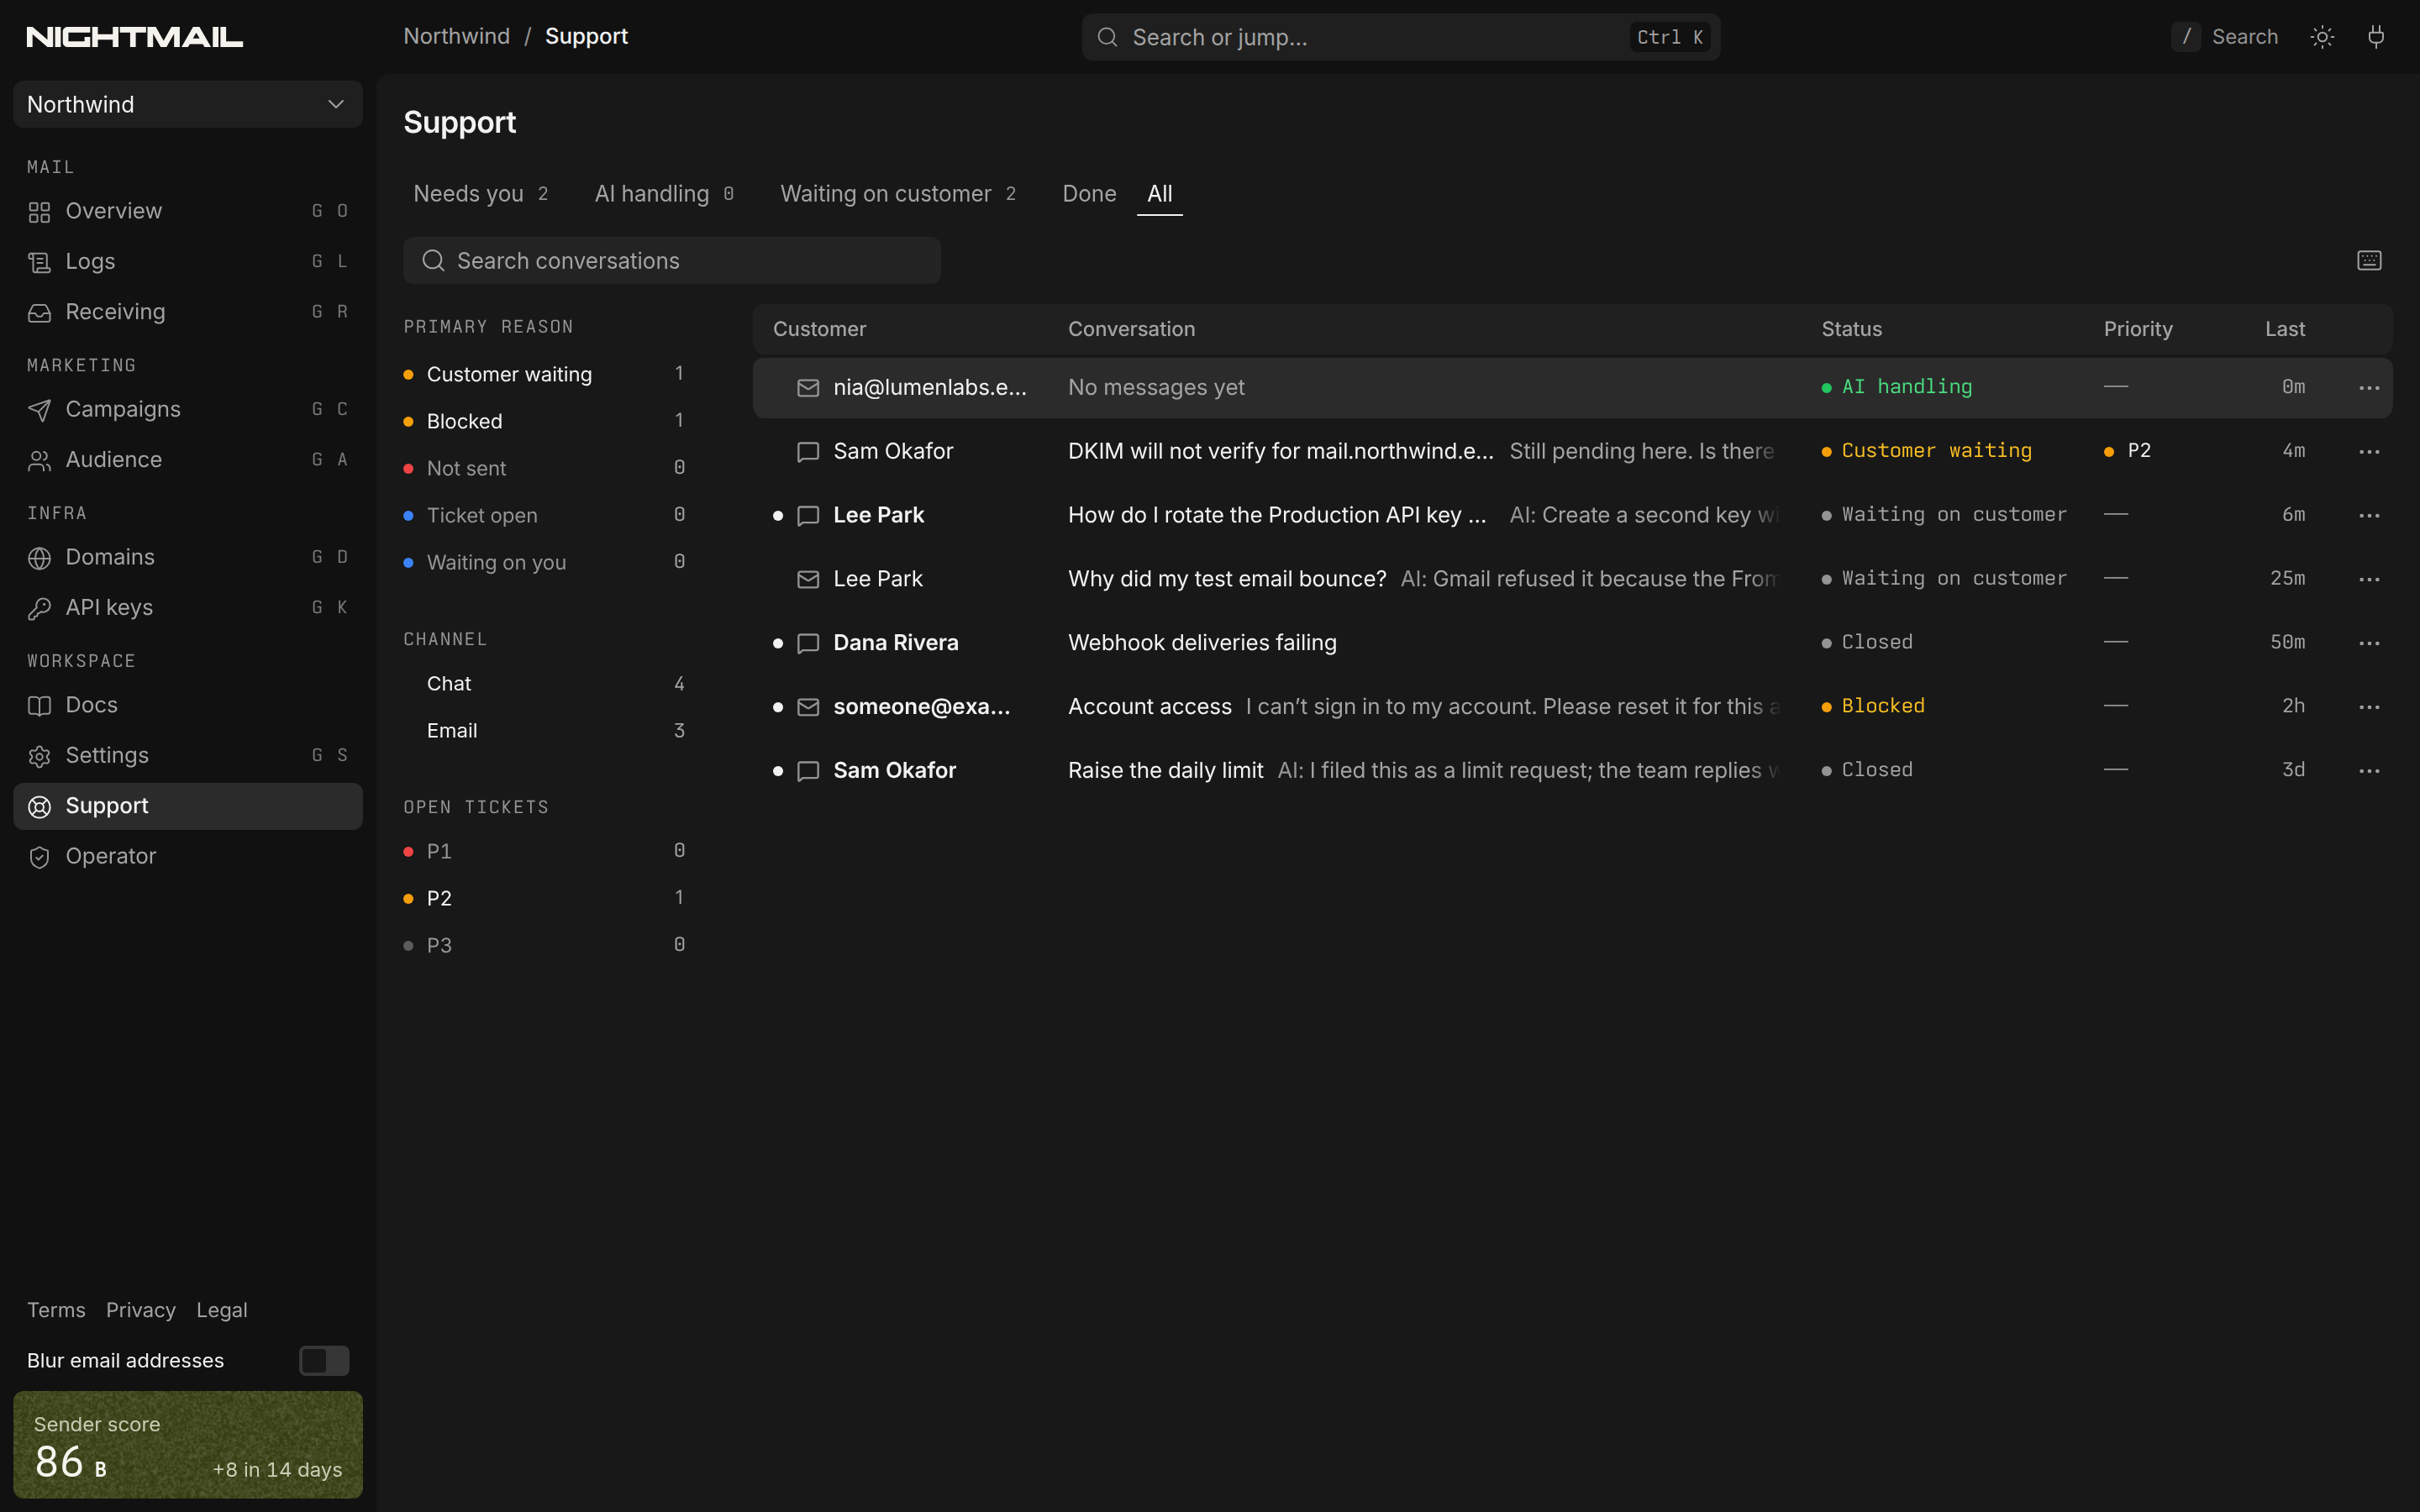 NIGHTMAIL
Northwind / Support
Search or jump... Ctrl K
/ Search
Northwind
MAIL
Overview G O
Logs G L
Receiving G R
MARKETING
Campaigns G C
Audience G A
INFRA
Domains G D
API keys G K
WORKSPACE
Docs
Settings G S
Support
Operator
Terms Privacy Legal
Blur email addresses
Sender score
86 B +8 in 14 days
Support
Needs you 2 AI handling 0 Waiting on customer 2 Done All
Search conversations
PRIMARY REASON
Customer waiting 1
Blocked 1
Not sent 0
Ticket open 0
Waiting on you 0
CHANNEL
Chat 4
Email 3
OPEN TICKETS
P1 0
P2 1
P3 0
Customer Conversation Status Priority Last
nia@lumenlabs.e... No messages yet AI handling — 0m
Sam Okafor DKIM will not verify for mail.northwind.e... Still pending here. Is there Customer waiting P2 4m
Lee Park How do I rotate the Production API key ... AI: Create a second key wi Waiting on customer — 6m
Lee Park Why did my test email bounce? AI: Gmail refused it because the From Waiting on customer — 25m
Dana Rivera Webhook deliveries failing Closed — 50m
someone@exa... Account access I can’t sign in to my account. Please reset it for this a Blocked — 2h
Sam Okafor Raise the daily limit AI: I filed this as a limit request; the team replies w Closed — 3d